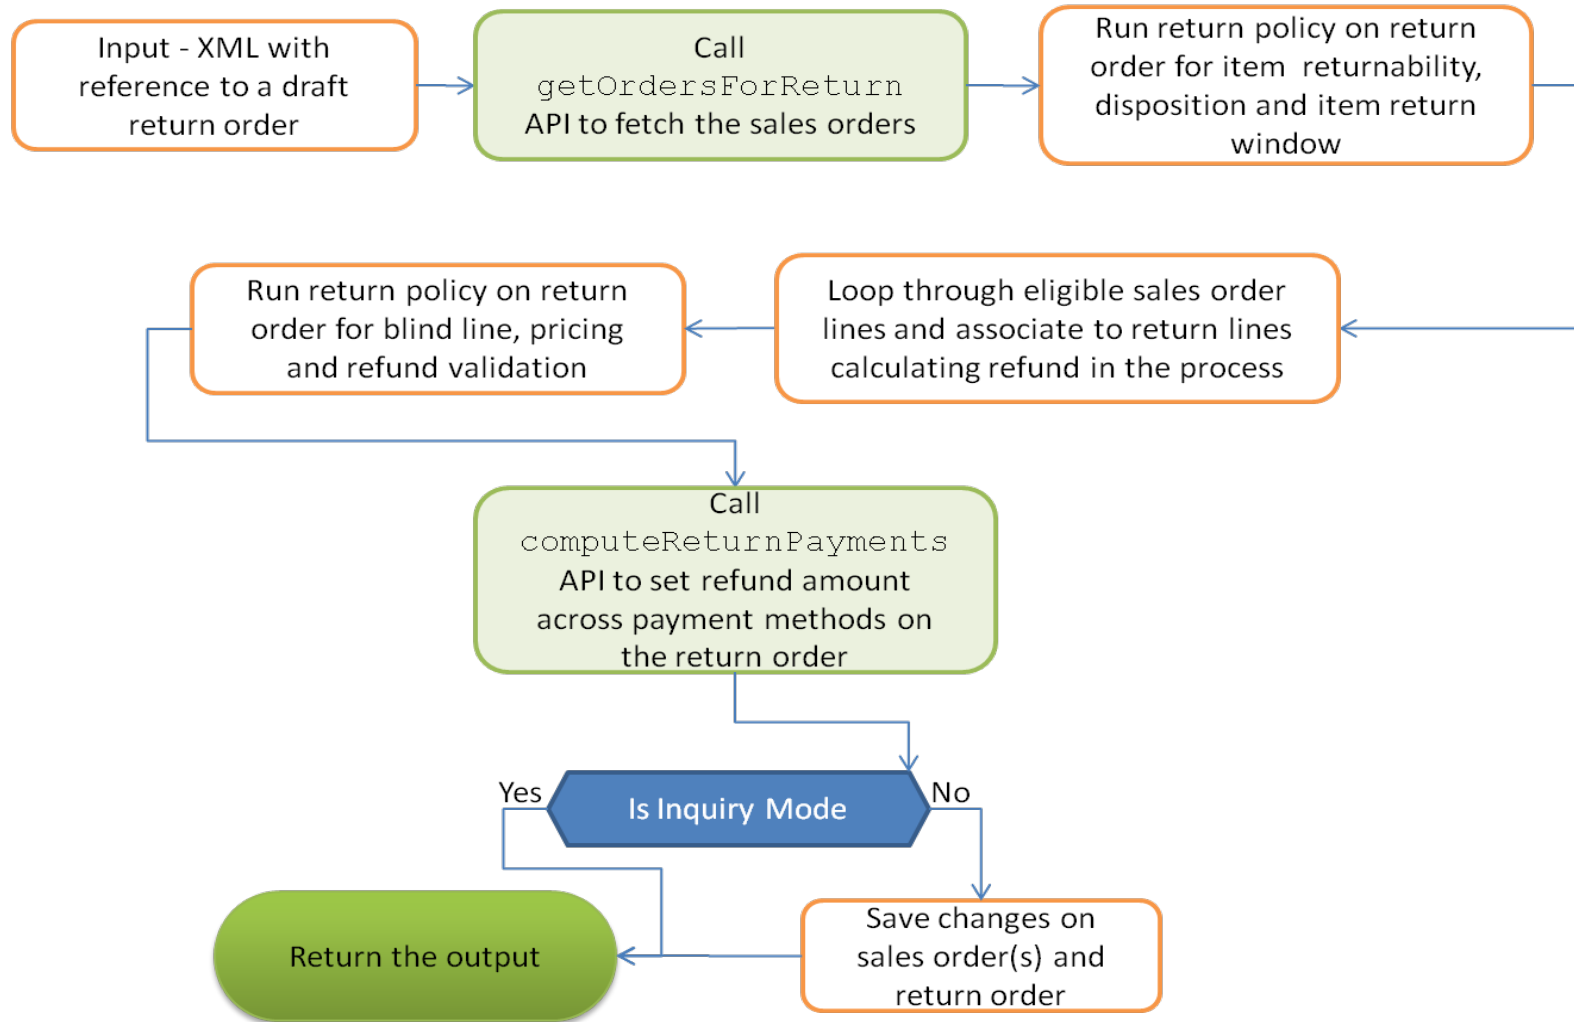 Input - XML with
reference to a draft
return order
Call
getOrdersForReturn
API to fetch the sales orders
Run return policy on return
order for item returnability,
disposition and item return
window
Run return policy on return
order for blind line, pricing
and refund validation
Loop through eligible sales order
lines and associate to return lines
calculating refund in the process
Call
computeReturnPayments
API to set refund amount
across payment methods on
the return order
Yes
Is Inquiry Mode
No
Return the output
Save changes on
sales order(s) and
return order